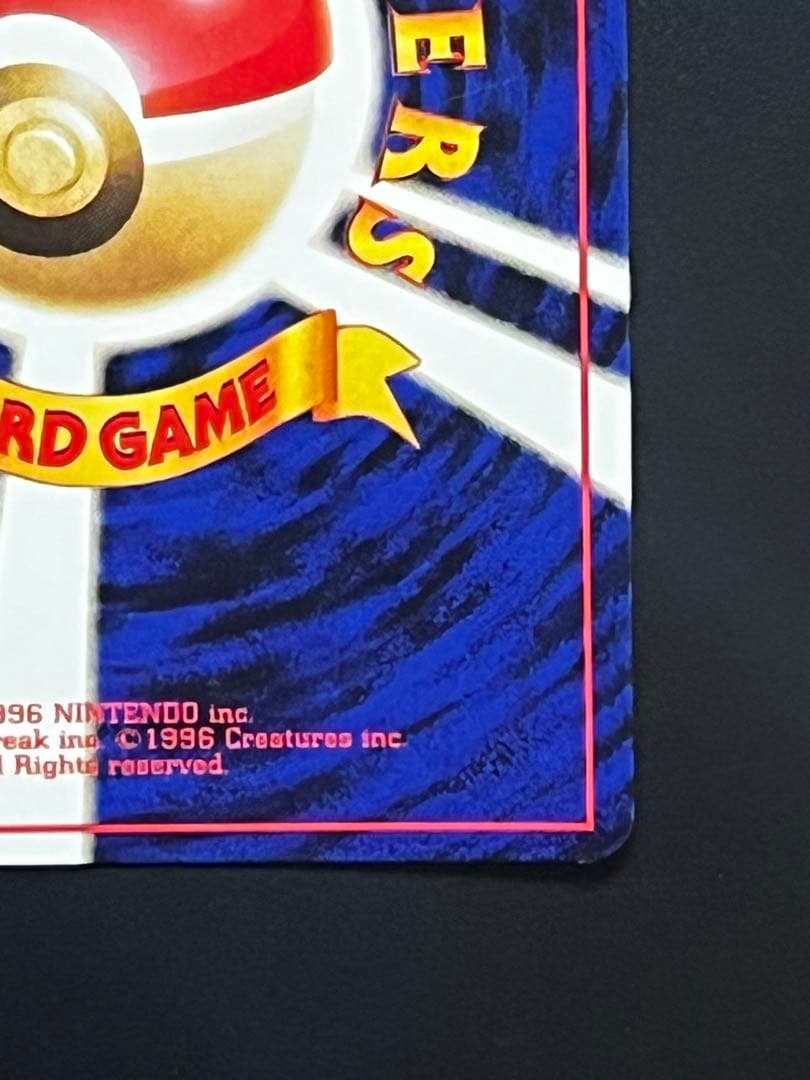 ERS
RD GAME
996 NINTENDO inc.
reak inc. ©1996 Creatures inc.
l Rights reserved.